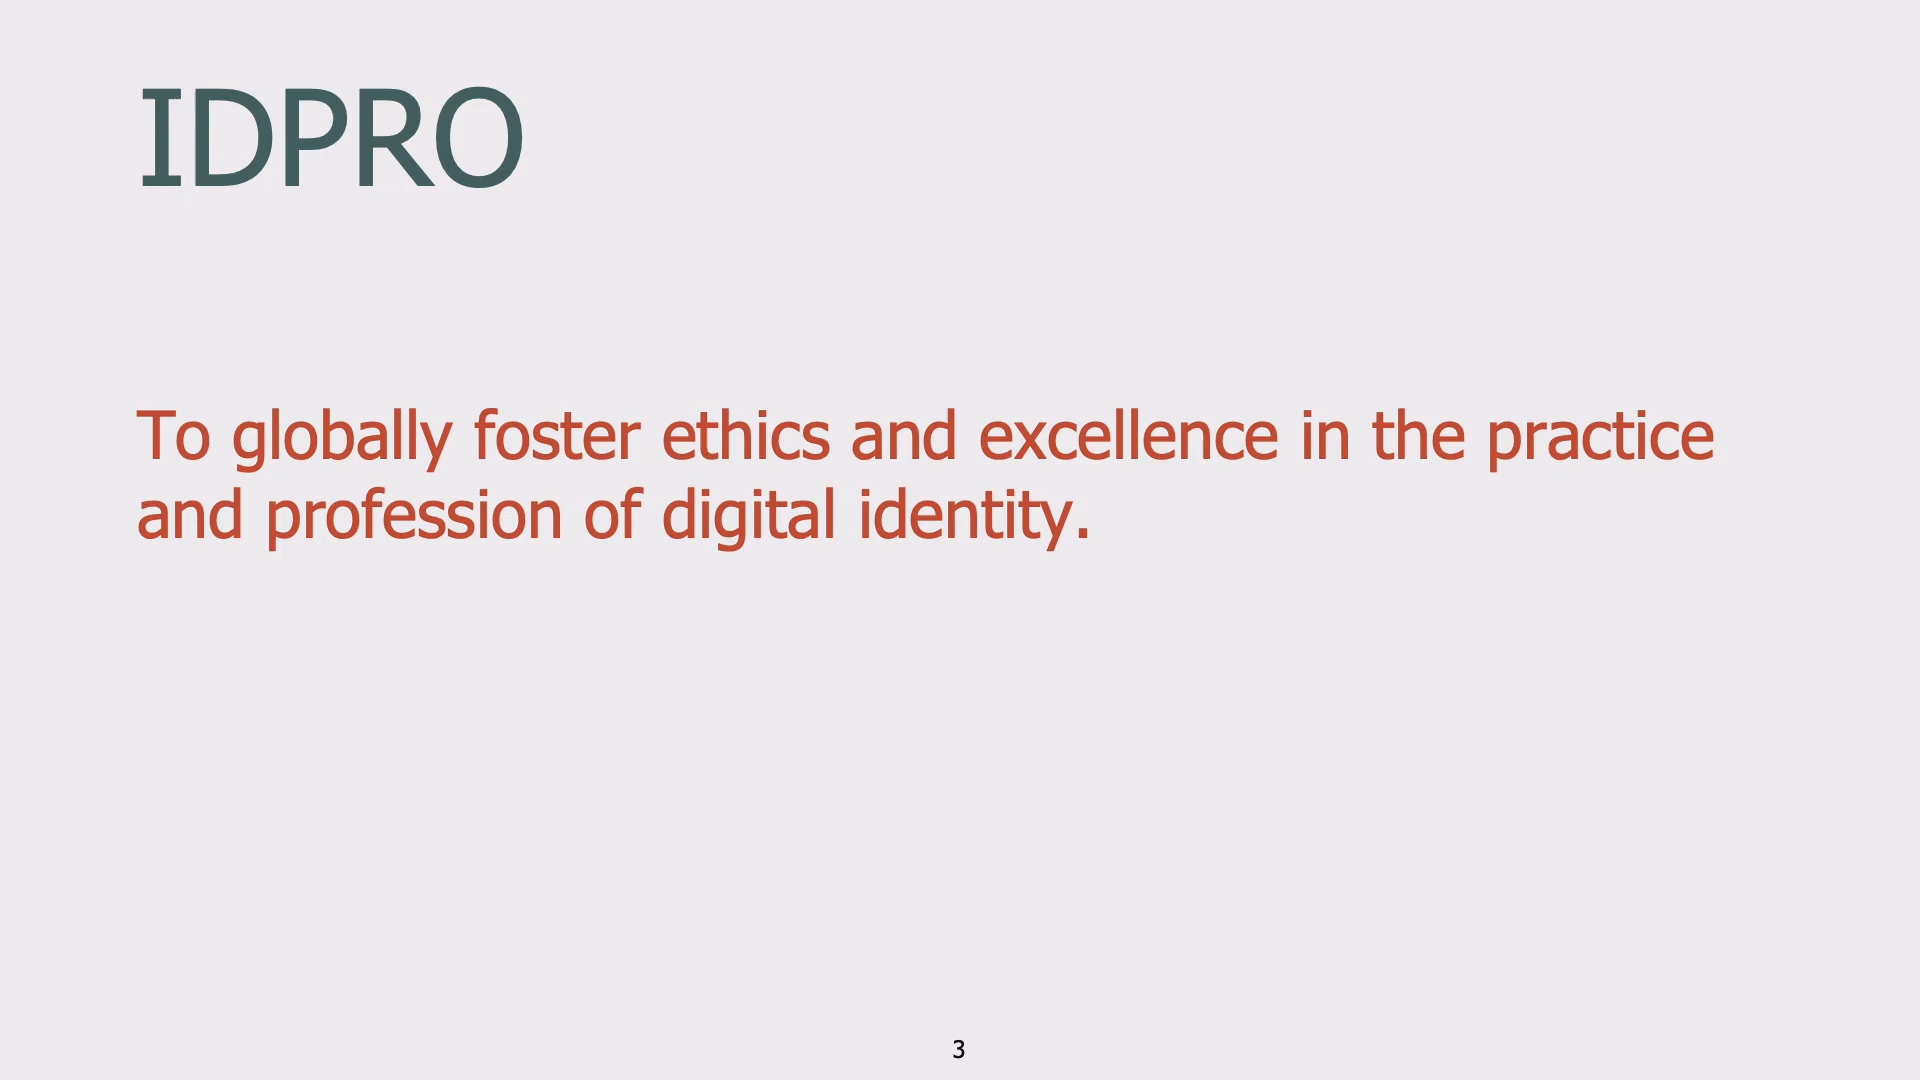 IDPRO
To globally foster ethics and excellence in the practice
and profession of digital identity.
3